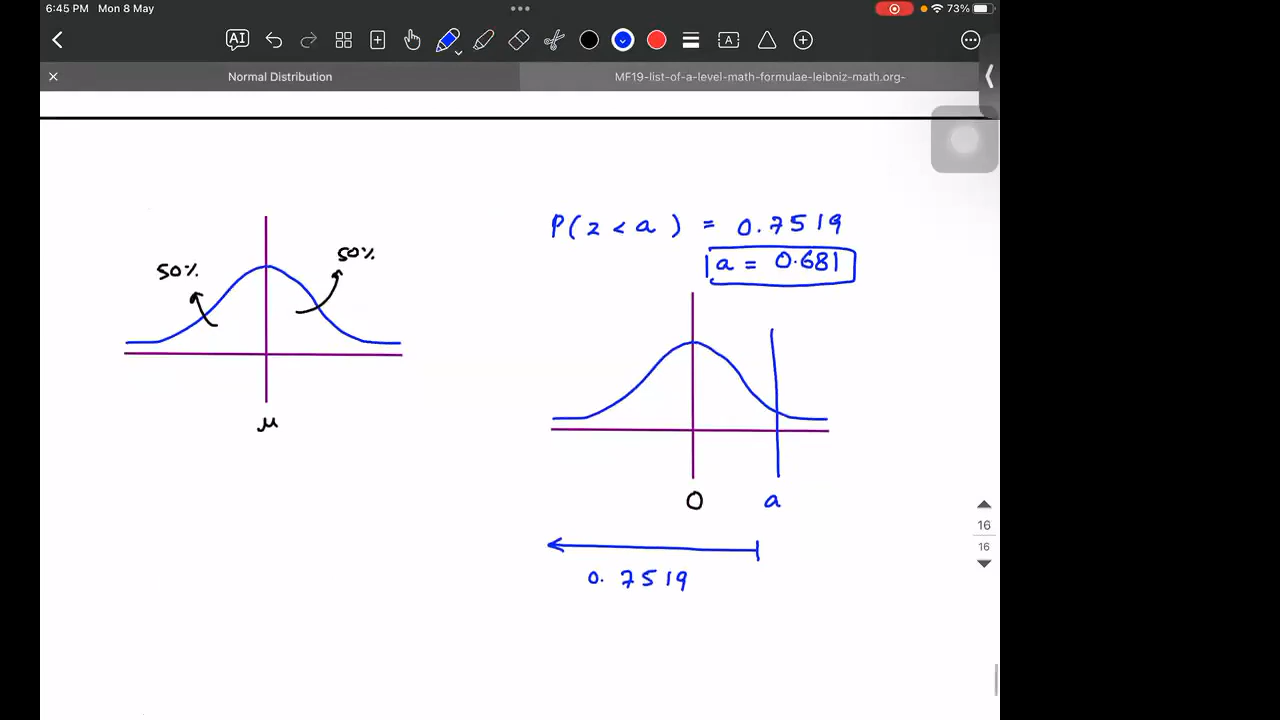 6:45 PM Mon 8 May
73%
AI
A
Normal Distribution
MF19-list-of-a-level-math-formulae-leibniz-math.org-
P(z < a) = 0.7519
a = 0.681
50%
50%
μ
0
a
0.7519
16
16